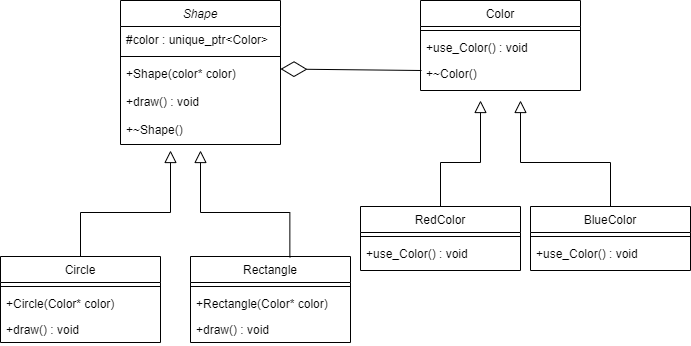 Shape
#color : unique_ptr<Color>
+Shape(color* color)
+draw() : void
+~Shape()
Color
+use_Color() : void
+~Color()
Circle
+Circle(Color* color)
+draw() : void
Rectangle
+Rectangle(Color* color)
+draw() : void
RedColor
+use_Color() : void
BlueColor
+use_Color() : void